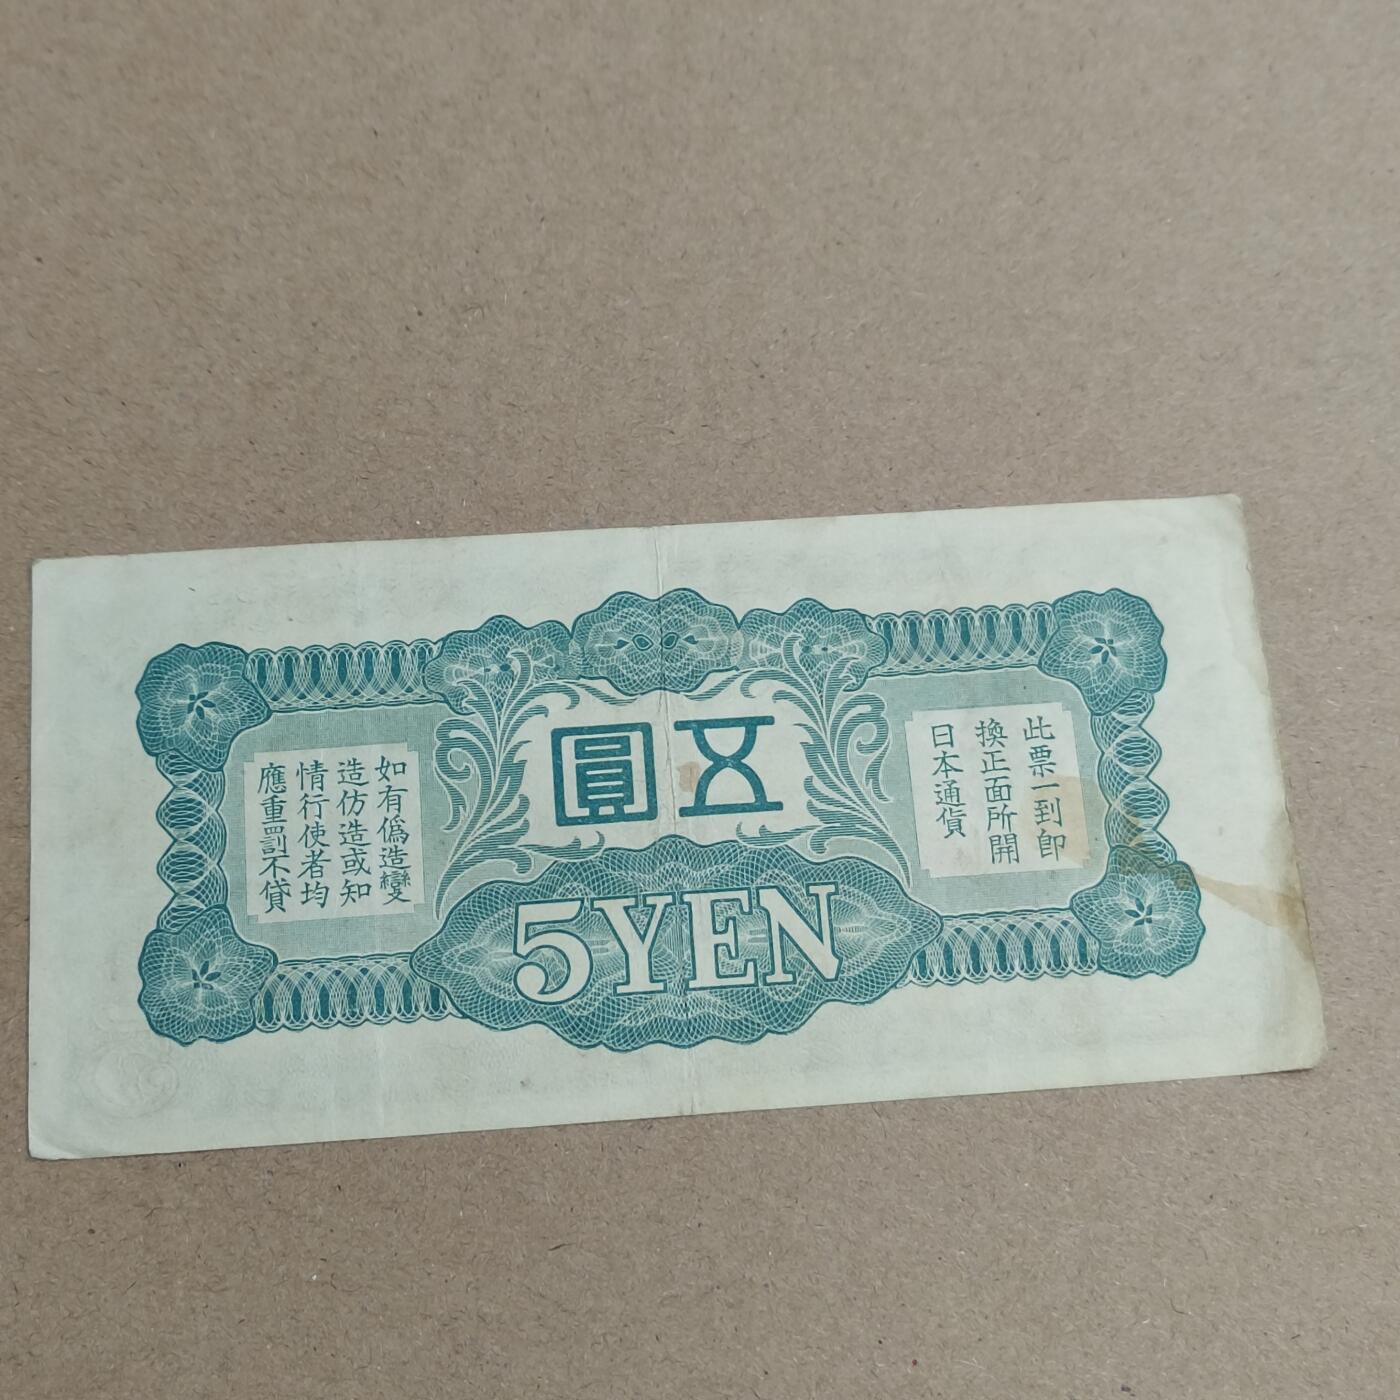 圓五
此票一到卽
換正面所開
日本通貨
如有僞造變
造仿造或知
情行使者均
應重罰不貸
5YEN